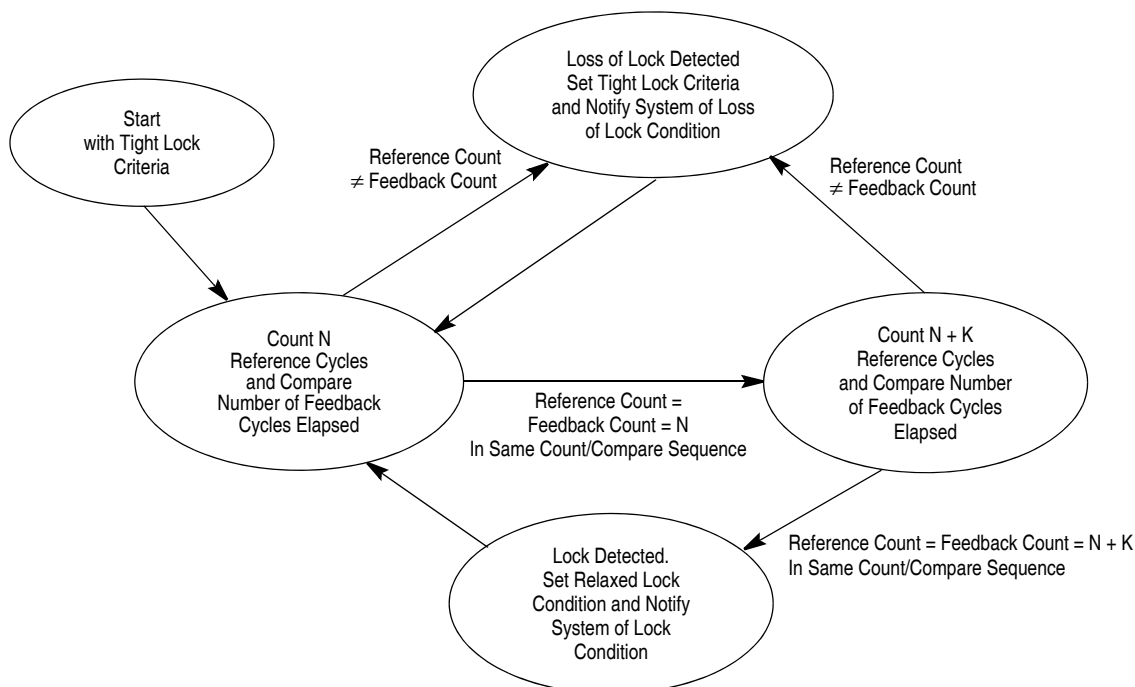 Start
with Tight Lock
Criteria
Loss of Lock Detected
Set Tight Lock Criteria
and Notify System of Loss
of Lock Condition
Reference Count
≠ Feedback Count
Reference Count
≠ Feedback Count
Count N
Reference Cycles
and Compare
Number of Feedback
Cycles Elapsed
Reference Count =
Feedback Count = N
In Same Count/Compare Sequence
Count N + K
Reference Cycles
and Compare Number
of Feedback Cycles
Elapsed
Reference Count = Feedback Count = N + K
In Same Count/Compare Sequence
Lock Detected.
Set Relaxed Lock
Condition and Notify
System of Lock
Condition